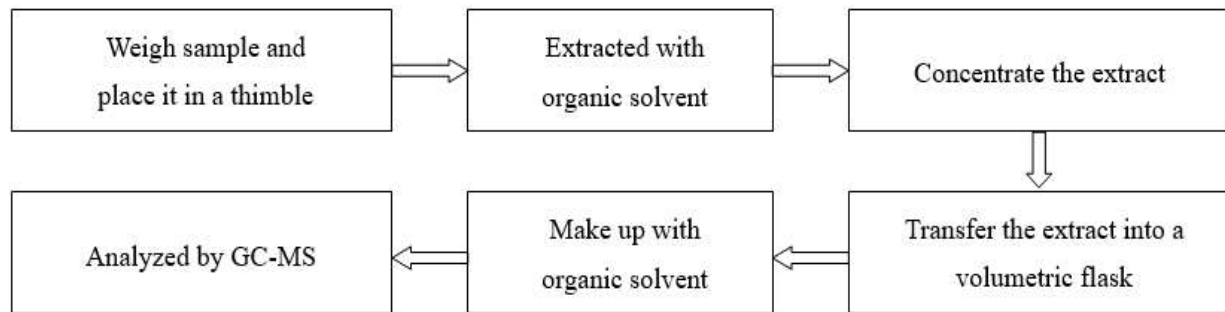 Weigh sample and
place it in a thimble
Extracted with
organic solvent
Concentrate the extract
Transfer the extract into a
volumetric flask
Make up with
organic solvent
Analyzed by GC-MS